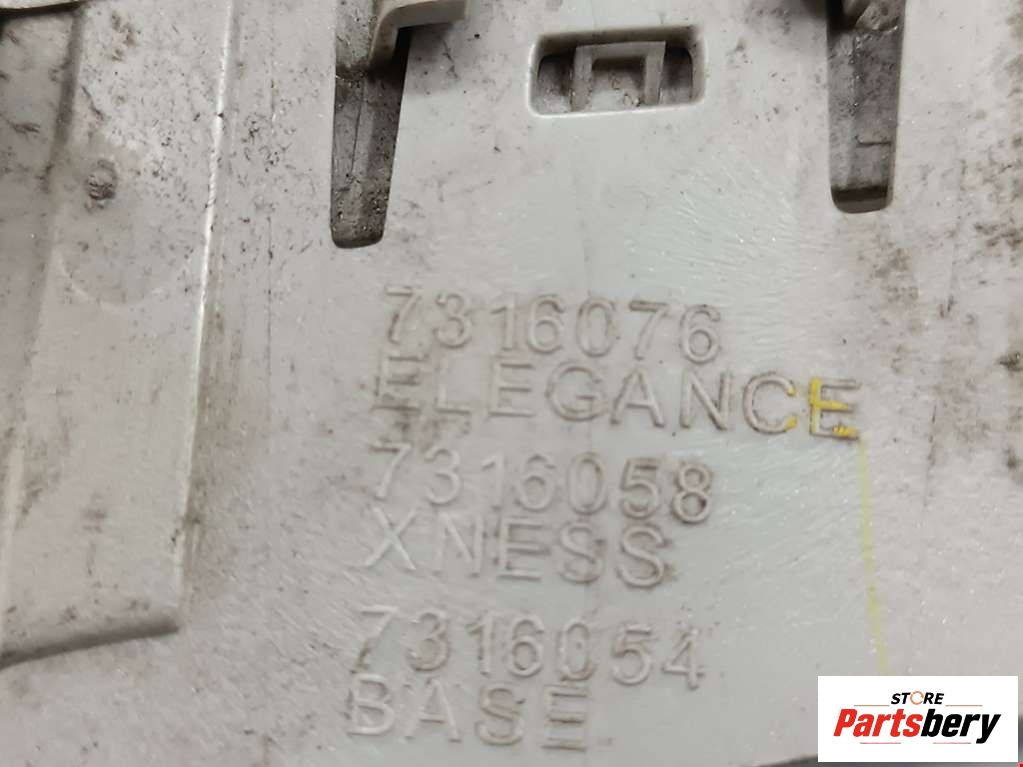 7316076
ELEGANCE
7316058
XNESS
7316054
BASE
STORE
Partsbery